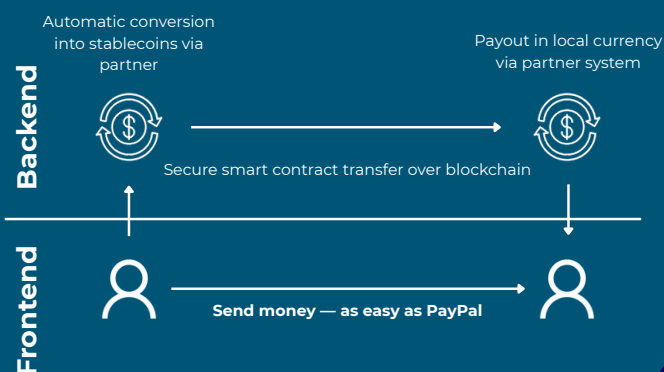 Automatic conversion
into stablecoins via
partner
Payout in local currency
via partner system
Backend
$
$
Secure smart contract transfer over blockchain
Frontend
Send money — as easy as PayPal